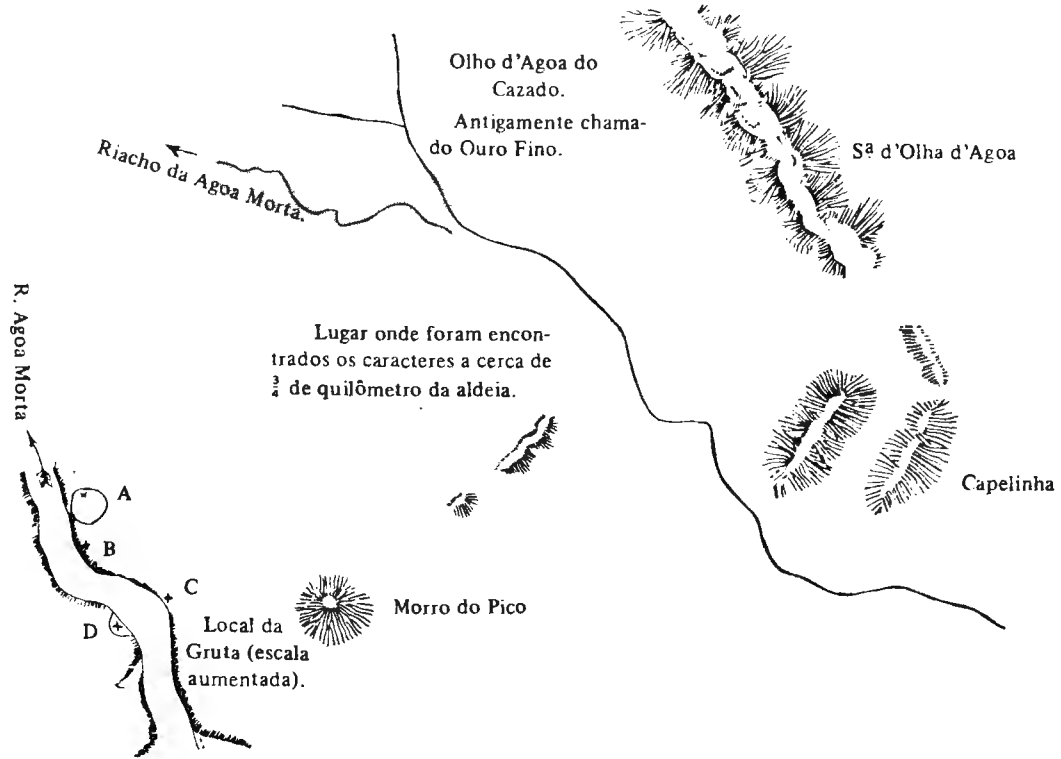 Olho d'Agoa do
Cazado.
Antigamente chama-
do Ouro Fino.
Sª d'Olha d'Agoa
Riacho da Agoa Morta.
R. Agoa Morta
Lugar onde foram encon-
trados os caracteres a cerca de
¾ de quilômetro da aldeia.
Capelinha
A
B
C
D
Morro do Pico
Local da
Gruta (escala
aumentada).